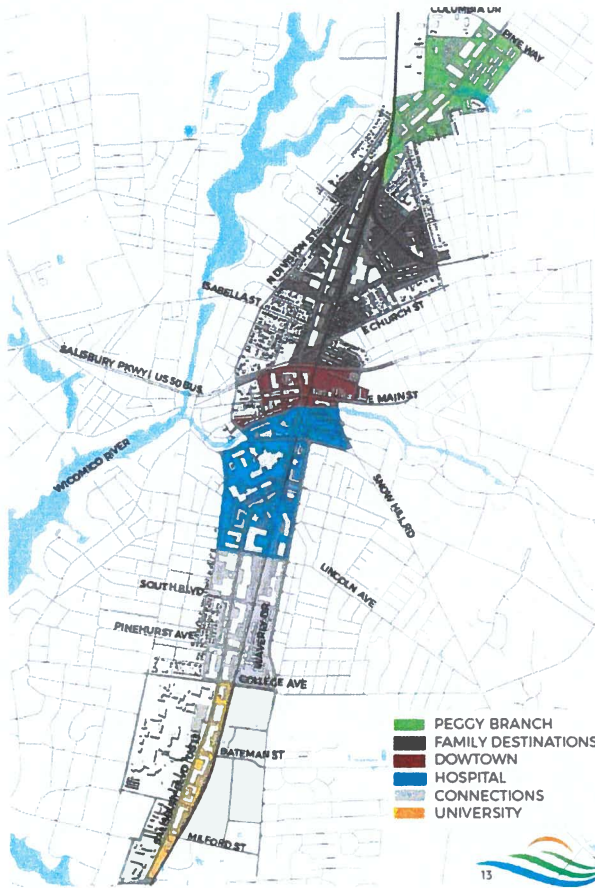 COLUMBIA DR
PINE WAY
N DIVISION ST
ISABELLA ST
E CHURCH ST
SALISBURY PKWY | US 50 BUS.
E MAIN ST
WICOMICO RIVER
SNOW HILL RD
SOUTH BLVD
LINCOLN AVE
PINEHURST AVE
WAVERLY DR
COLLEGE AVE
BATEMAN ST
MILFORD ST
PEGGY BRANCH
FAMILY DESTINATIONS
DOWTOWN
HOSPITAL
CONNECTIONS
UNIVERSITY
13